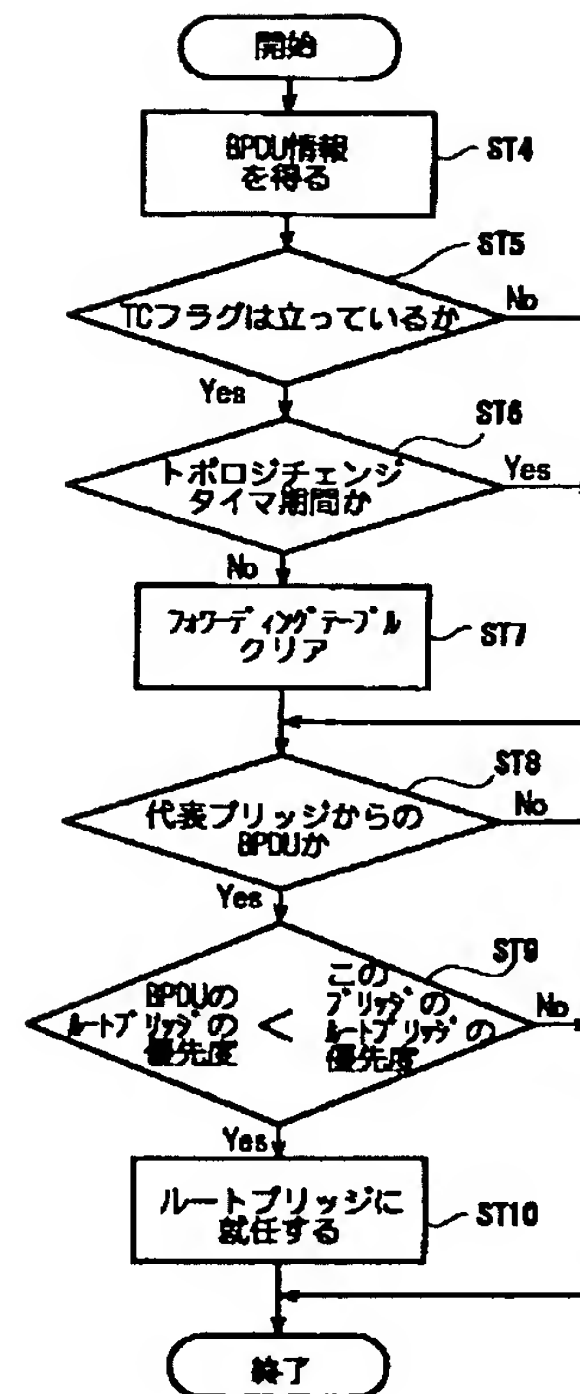 開始
BPDU情報
を得る
ST4
ST5
TCフラグは立っているか
No
Yes
ST6
トポロジチェンジ
タイマ期間か
Yes
No
フォワーディングテーブル
クリア
ST7
ST8
代表ブリッジからの
BPDUか
No
Yes
ST9
BPDUの
ルートブリッジの
優先度
<
この
ブリッジの
ルートブリッジの
優先度
No
Yes
ルートブリッジに
就任する
ST10
終了